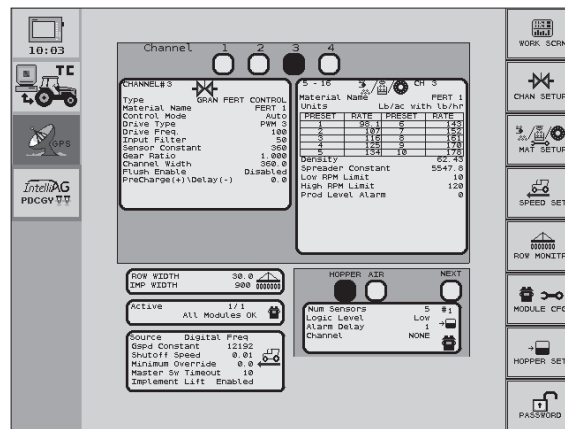 10:03
TC
GPS
IntelliAG
PDCGY
Channel 1 2 3 4
CHANNEL# 3
Type GRAN FERT CONTROL
Material Name FERT 1
Control Mode Auto
Drive Type PWM 3
Drive Freq. 100
Input Filter 50
Sensor Constant 360
Gear Ratio 1.000
Channel Width 360.0
Flush Enable Disabled
PreCharge(+)\Delay(-) 0.0
5 - 16 CH 3
Material Name FERT 1
Units Lb/ac with lb/hr
PRESET RATE PRESET RATE
1 98.1 6 143
2 107 7 152
3 116 8 161
4 125 9 170
5 134 10 178
Density 62.43
Spreader Constant 5547.8
Low RPM Limit 10
High RPM Limit 120
Prod Level Alarm 0
ROW WIDTH 30.0
IMP WIDTH 900
Active 1/1
All Modules OK
Source Digital Freq
Gspd Constant 12192
Shutoff Speed 0.01
Minimum Override 0.0
Master Sw Timeout 10
Implement Lift Enabled
HOPPER AIR NEXT
Num Sensors 5 #1
Logic Level Low
Alarm Delay 1
Channel NONE
WORK SCRN
CHAN SETUP
MAT SETUP
SPEED SET
ROW MONITR
MODULE CFG
HOPPER SET
PASSWORD